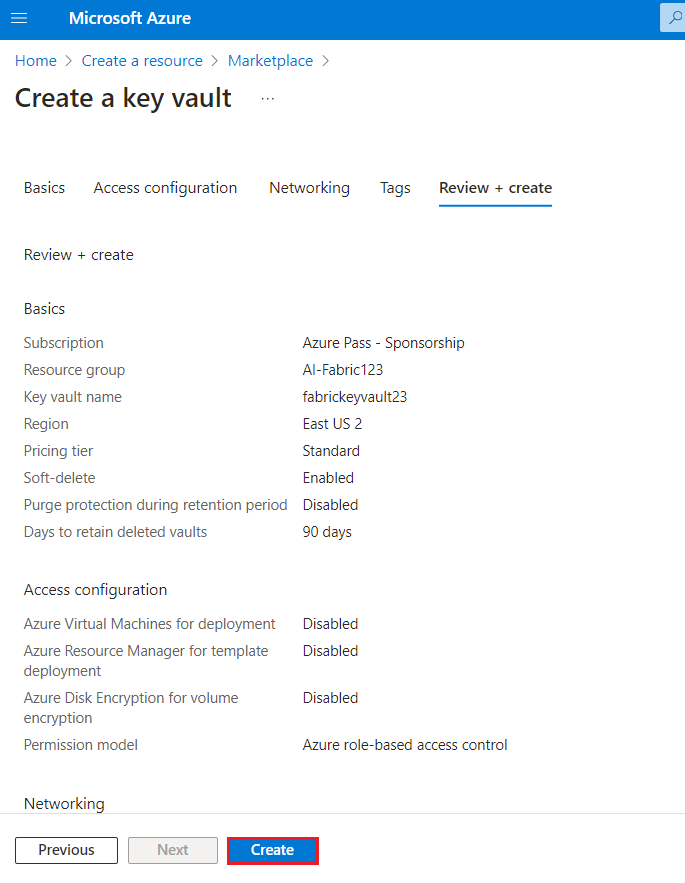 Microsoft Azure
Home > Create a resource > Marketplace >
Create a key vault ...
Basics Access configuration Networking Tags Review + create
Review + create
Basics
Subscription Azure Pass - Sponsorship
Resource group AI-Fabric123
Key vault name fabrickeyvault23
Region East US 2
Pricing tier Standard
Soft-delete Enabled
Purge protection during retention period Disabled
Days to retain deleted vaults 90 days
Access configuration
Azure Virtual Machines for deployment Disabled
Azure Resource Manager for template Disabled
deployment
Azure Disk Encryption for volume Disabled
encryption
Permission model Azure role-based access control
Networking
Previous Next Create